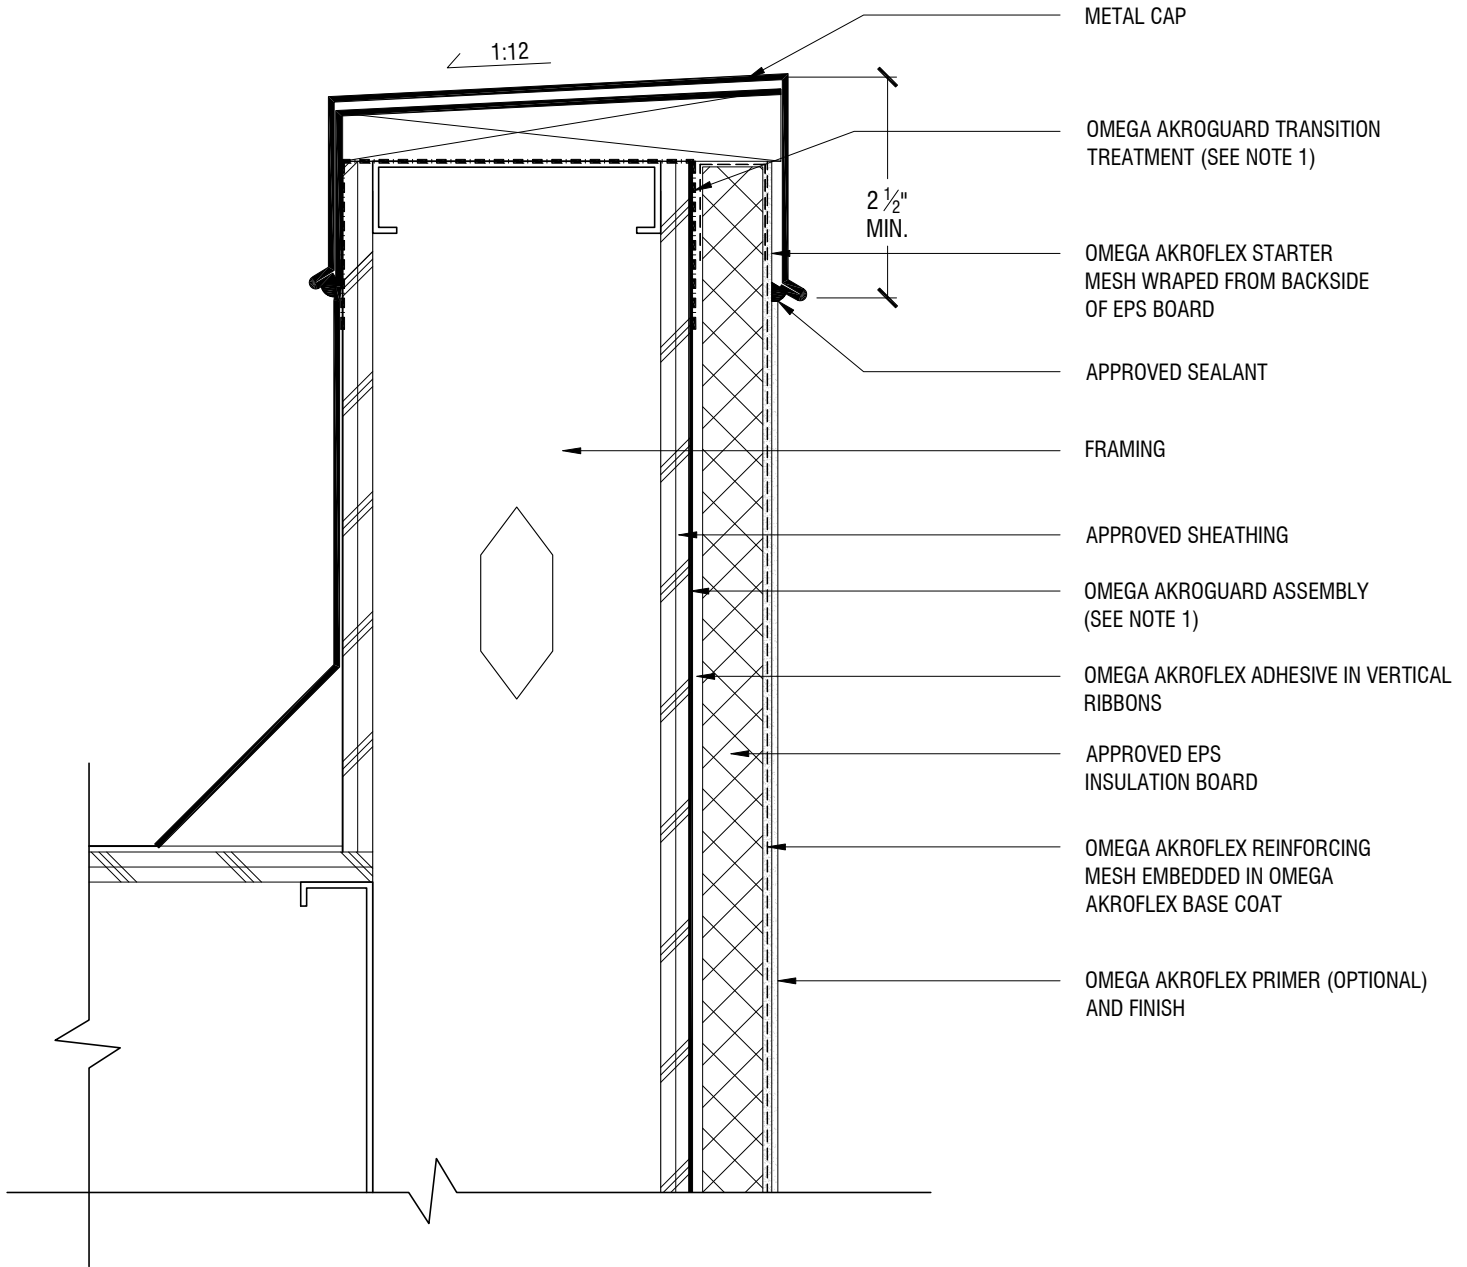 METAL CAP
1:12
OMEGA AKROGUARD TRANSITION
TREATMENT (SEE NOTE 1)
2 ½"
MIN.
OMEGA AKROFLEX STARTER
MESH WRAPED FROM BACKSIDE
OF EPS BOARD
APPROVED SEALANT
FRAMING
APPROVED SHEATHING
OMEGA AKROGUARD ASSEMBLY
(SEE NOTE 1)
OMEGA AKROFLEX ADHESIVE IN VERTICAL
RIBBONS
APPROVED EPS
INSULATION BOARD
OMEGA AKROFLEX REINFORCING
MESH EMBEDDED IN OMEGA
AKROFLEX BASE COAT
OMEGA AKROFLEX PRIMER (OPTIONAL)
AND FINISH